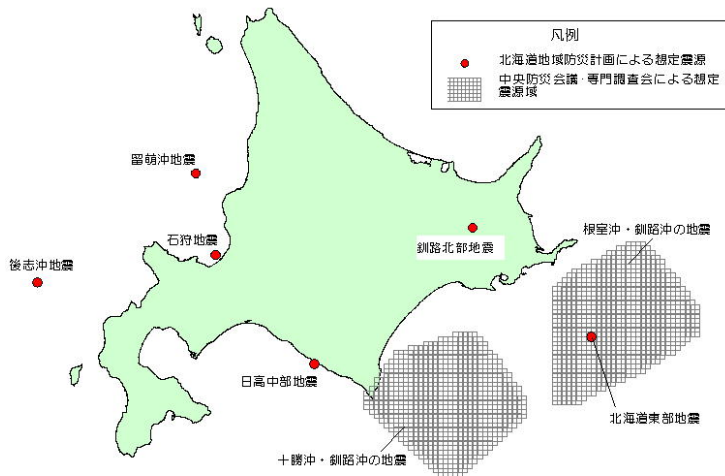 凡例
北海道地域防災計画による想定震源
中央防災会議・専門調査会による想定
震源域
留萌沖地震
石狩地震
後志沖地震
釧路北部地震
根室沖・釧路沖の地震
日高中部地震
北海道東部地震
十勝沖・釧路沖の地震